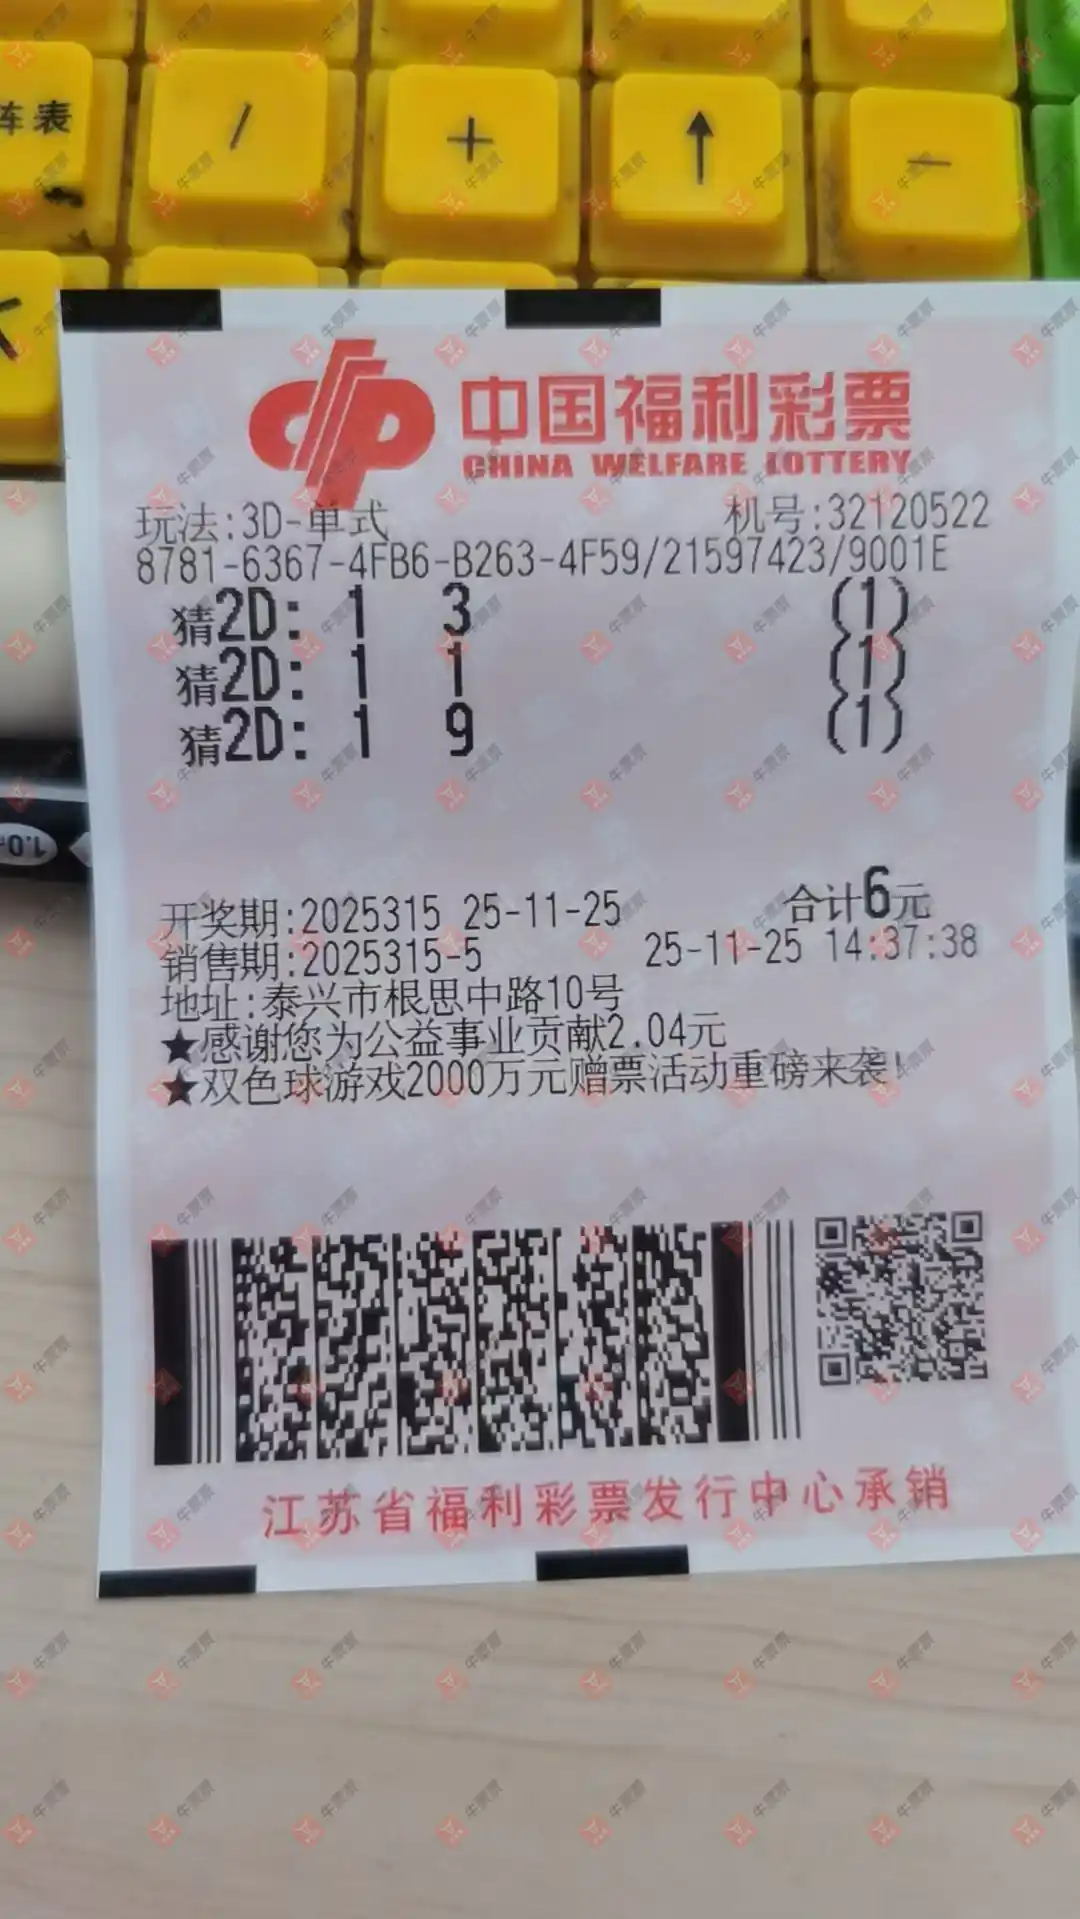 阵表
/
+
↑
—
中国福利彩票
CHINA WELFARE LOTTERY
玩法:3D-单式 机号:32120522
8781-6367-4FB6-B263-4F59/21597423/9001E
猜2D: 1 3 (1)
猜2D: 1 1 (1)
猜2D: 1 9 (1)
1.0
开奖期:2025315 25-11-25 合计6元
销售期:2025315-5 25-11-25 14:37:38
地址:泰兴市根思中路10号
★感谢您为公益事业贡献2.04元
★双色球游戏2000万元赠票活动重磅来袭!
江苏省福利彩票发行中心承销
牛票票